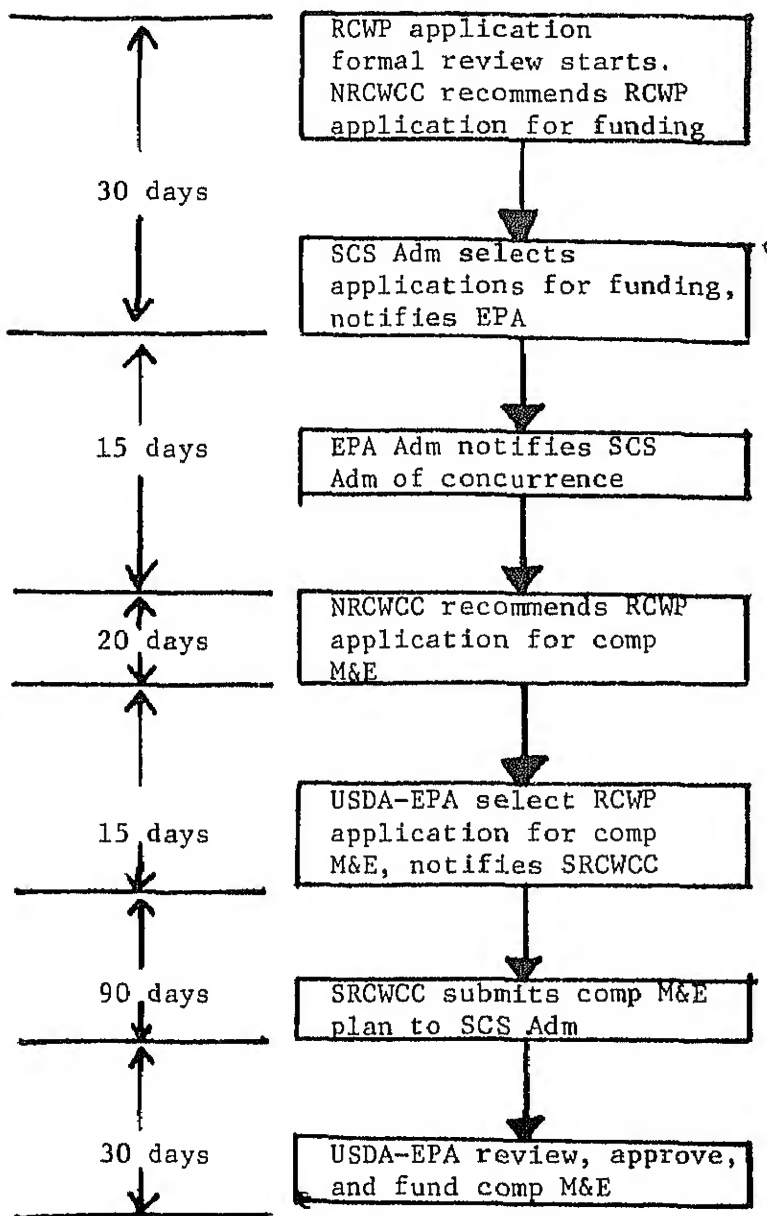 RCWP application
formal review starts.
NRCWCC recommends RCWP
application for funding
30 days
SCS Adm selects
applications for funding,
notifies EPA
15 days
EPA Adm notifies SCS
Adm of concurrence
20 days
NRCWCC recommends RCWP
application for comp
M&E
15 days
USDA-EPA select RCWP
application for comp
M&E, notifies SRCWCC
90 days
SRCWCC submits comp M&E
plan to SCS Adm
30 days
USDA-EPA review, approve,
and fund comp M&E